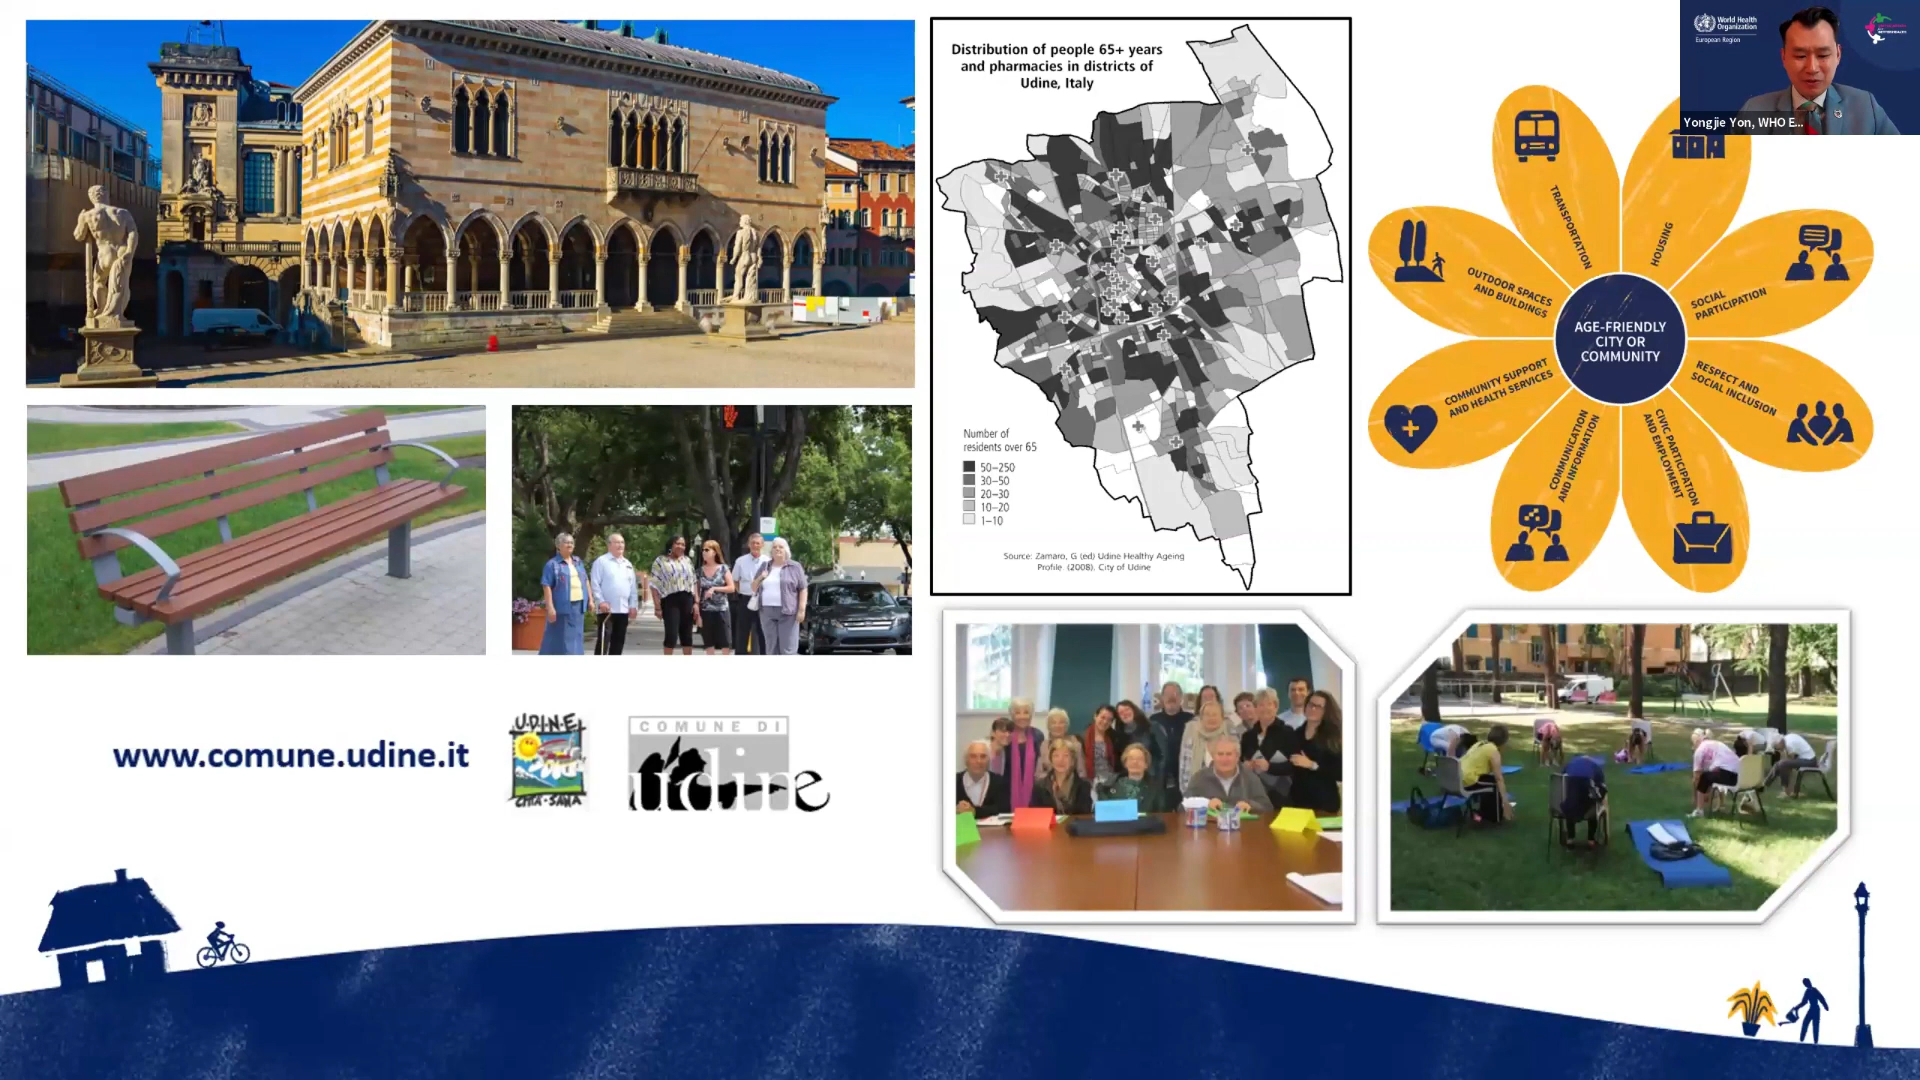 Distribution of people 65+ years
and pharmacies in districts of
Udine, Italy
Number of
residents over 65
50–250
30–50
20–30
10–20
1–10
Source: Zamaro, G (ed) Udine Healthy Ageing
Profile (2008). City of Udine
World Health
Organization
European Region
Yongjie Yon, WHO E...
TRANSPORTATION
HOUSING
OUTDOOR SPACES
AND BUILDINGS
SOCIAL
PARTICIPATION
AGE-FRIENDLY
CITY OR
COMMUNITY
COMMUNITY SUPPORT
AND HEALTH SERVICES
RESPECT AND
SOCIAL INCLUSION
COMMUNICATION
AND INFORMATION
CIVIC PARTICIPATION
AND EMPLOYMENT
www.comune.udine.it
U.D.I.N.E.
CITTA-SANA
COMUNE DI
udine